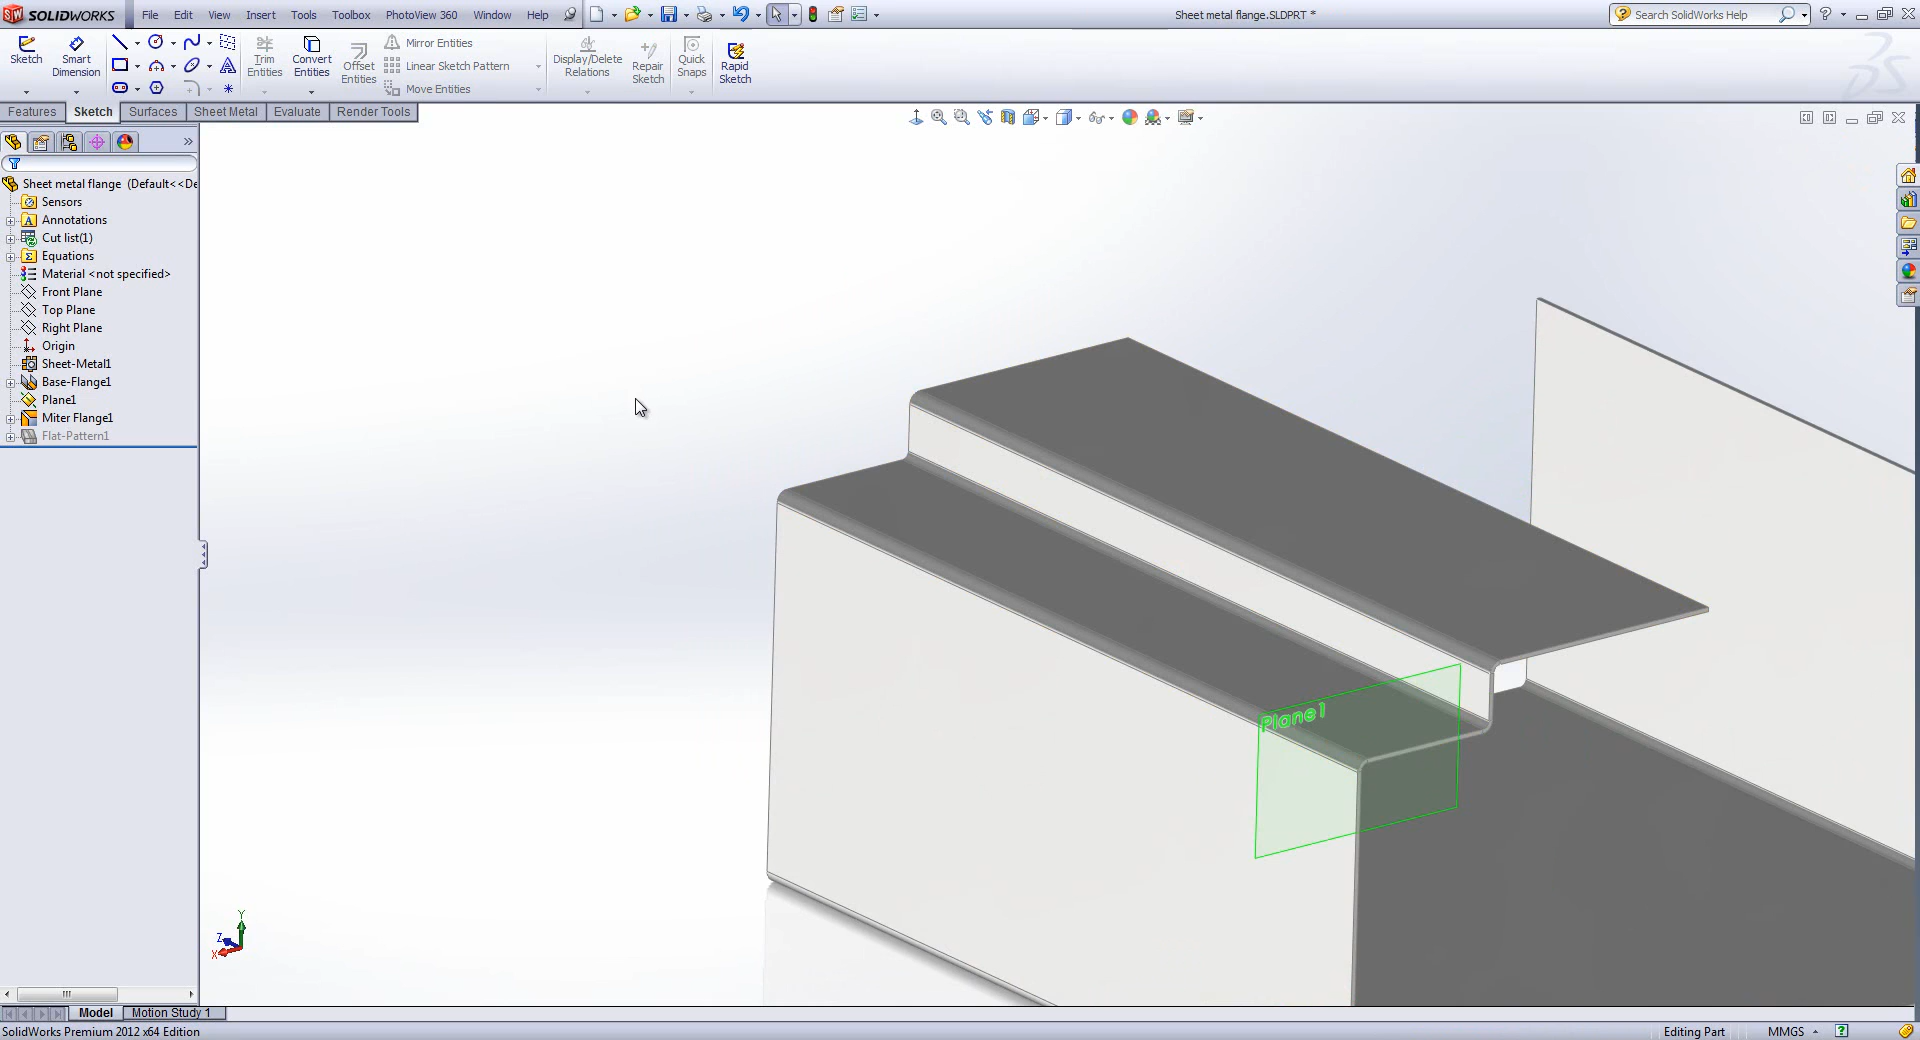 SOLIDWORKS File Edit View Insert Tools Toolbox PhotoView 360 Window Help
Sheet metal flange.SLDPRT *
Search SolidWorks Help
Sketch
Smart Dimension
Trim Entities
Convert Entities
Offset Entities
Mirror Entities
Linear Sketch Pattern
Move Entities
Display/Delete Relations
Repair Sketch
Quick Snaps
Rapid Sketch
Features Sketch Surfaces Sheet Metal Evaluate Render Tools
Sheet metal flange (Default<<De
Sensors
Annotations
Cut list(1)
Equations
Material <not specified>
Front Plane
Top Plane
Right Plane
Origin
Sheet-Metal1
Base-Flange1
Plane1
Miter Flange1
Flat-Pattern1
Plane1
Y
Z
X
Model Motion Study 1
SolidWorks Premium 2012 x64 Edition
Editing Part
MMGS